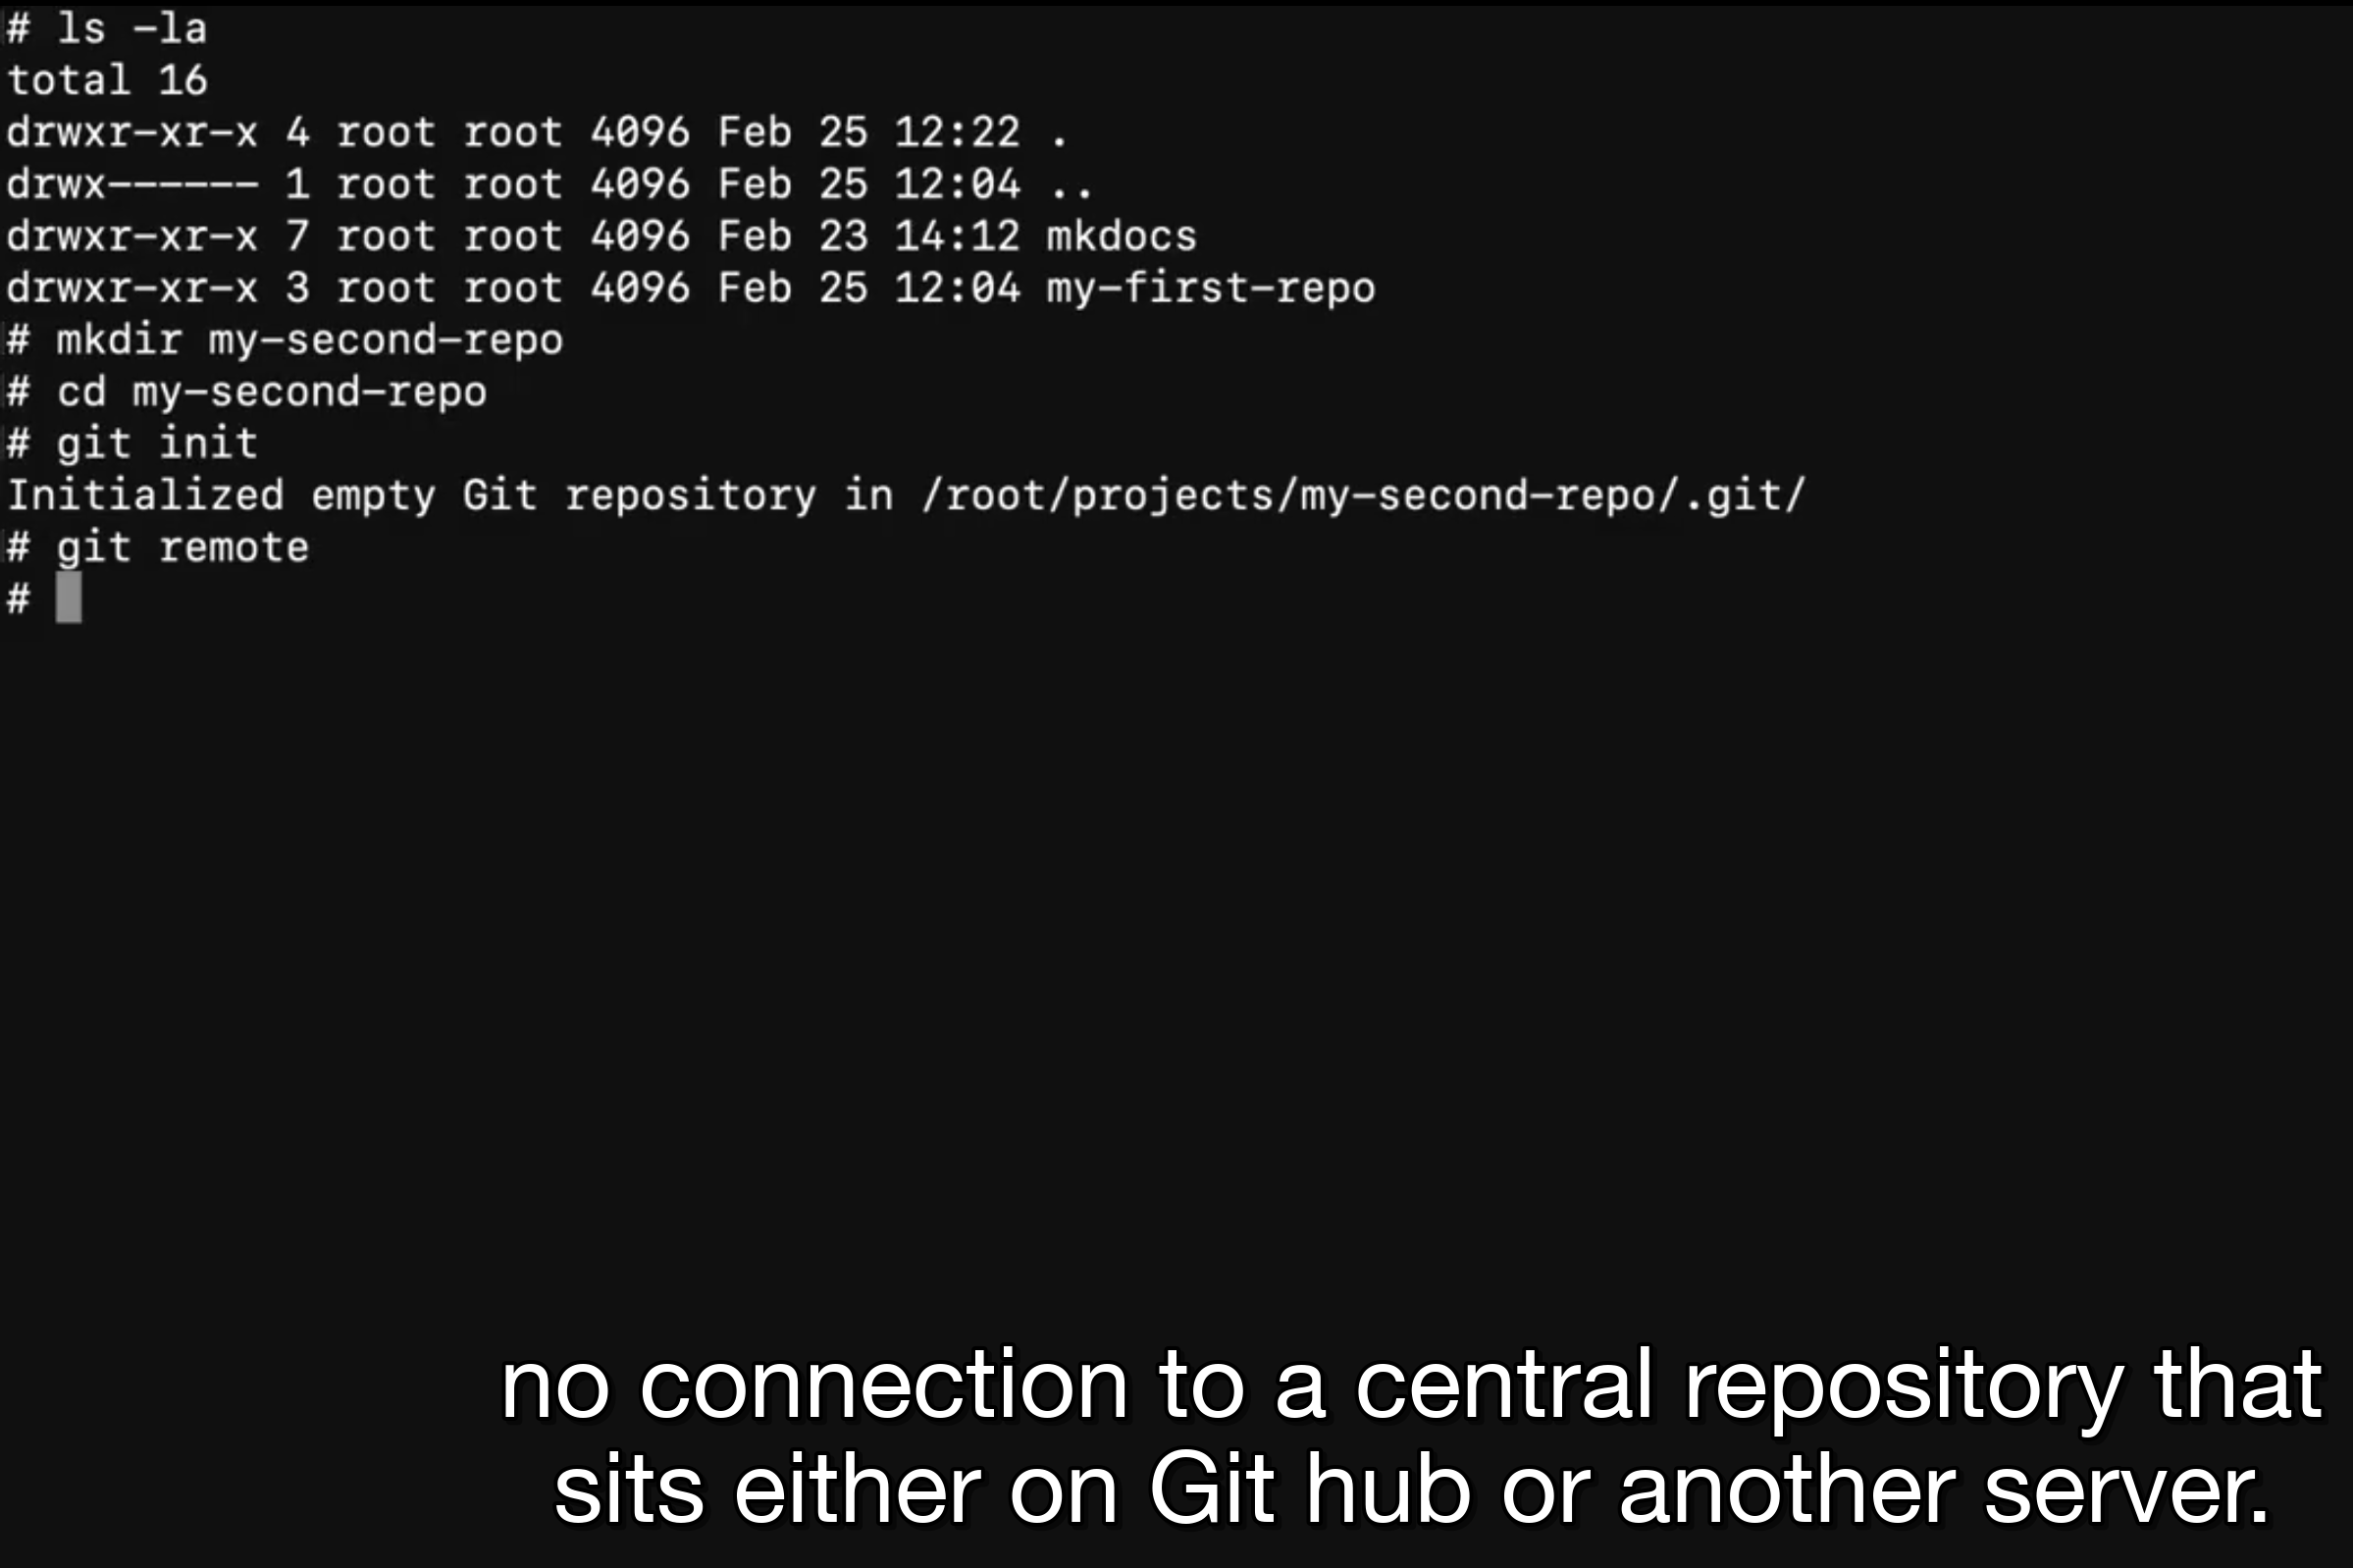 # ls -la
total 16
drwxr-xr-x 4 root root 4096 Feb 25 12:22 .
drwx------ 1 root root 4096 Feb 25 12:04 ..
drwxr-xr-x 7 root root 4096 Feb 23 14:12 mkdocs
drwxr-xr-x 3 root root 4096 Feb 25 12:04 my-first-repo
# mkdir my-second-repo
# cd my-second-repo
# git init
Initialized empty Git repository in /root/projects/my-second-repo/.git/
# git remote
#
no connection to a central repository that
sits either on Git hub or another server.